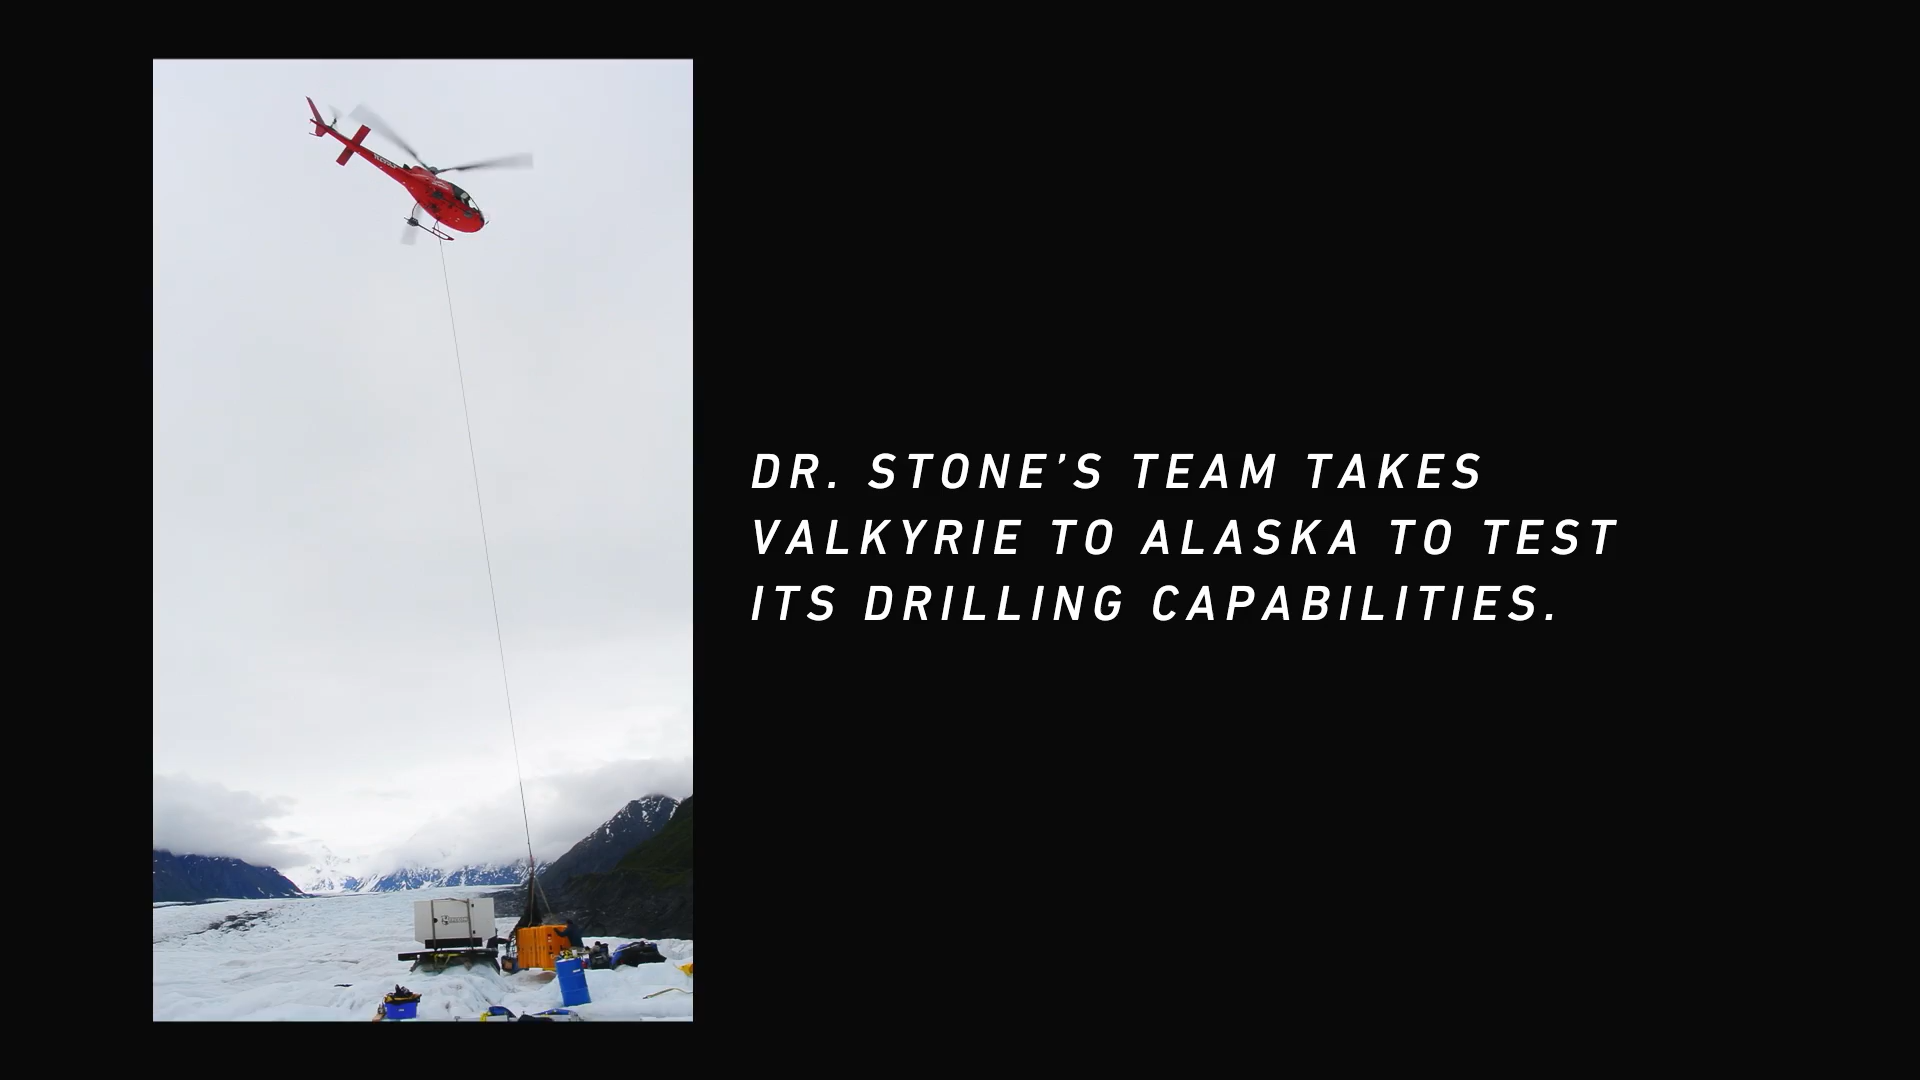 DR. STONE’S TEAM TAKES
VALKYRIE TO ALASKA TO TEST
ITS DRILLING CAPABILITIES.